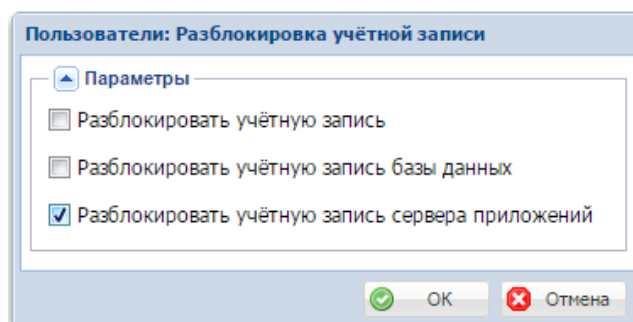 Пользователи: Разблокировка учётной записи
Параметры
Разблокировать учётную запись
Разблокировать учётную запись базы данных
Разблокировать учётную запись сервера приложений
ОК Отмена